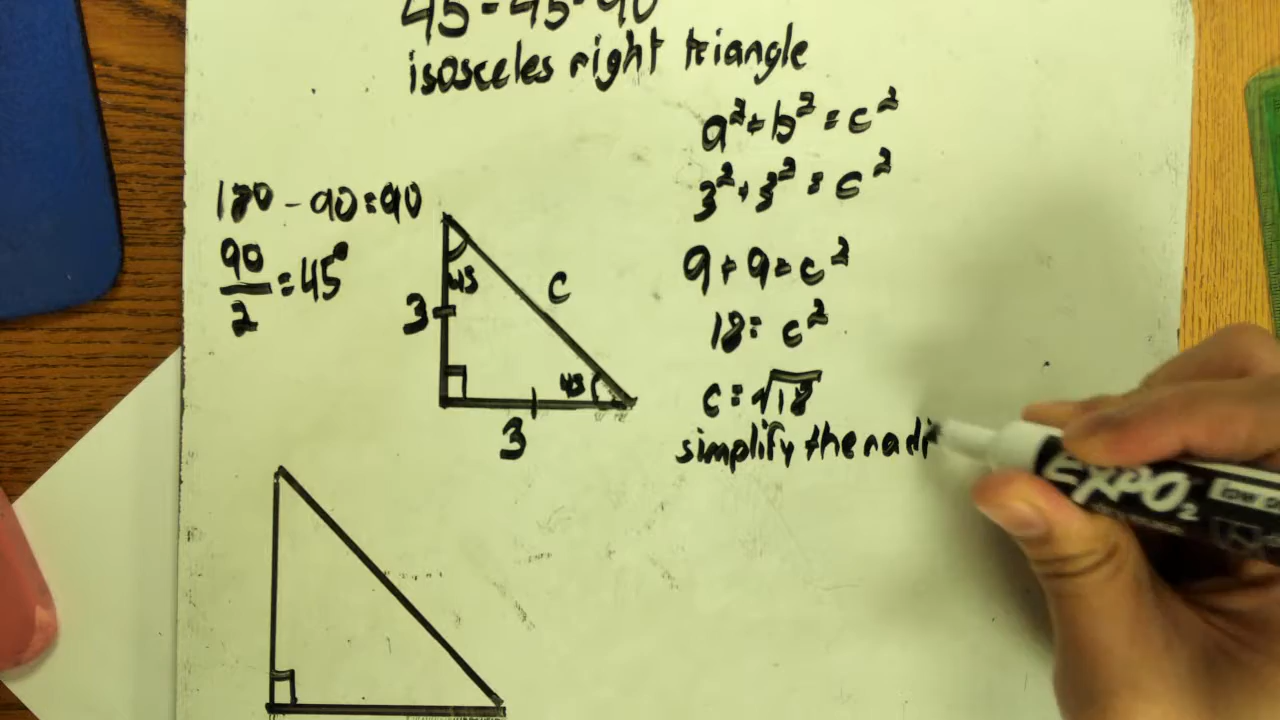 45-45-90
isosceles right triangle
a²+b²=c²
3²+3²=c²
180-90=90
90
2
=45°
9+9=c²
45
c
3
18=c²
45
c=√18
3
simplify the radi
EXPO